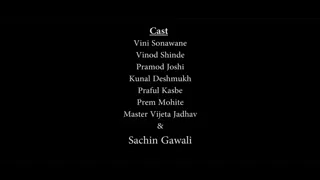 Cast
Vini Sonawane
Vinod Shinde
Pramod Joshi
Kunal Deshmukh
Praful Kasbe
Prem Mohite
Master Vijeta Jadhav
&
Sachin Gawali